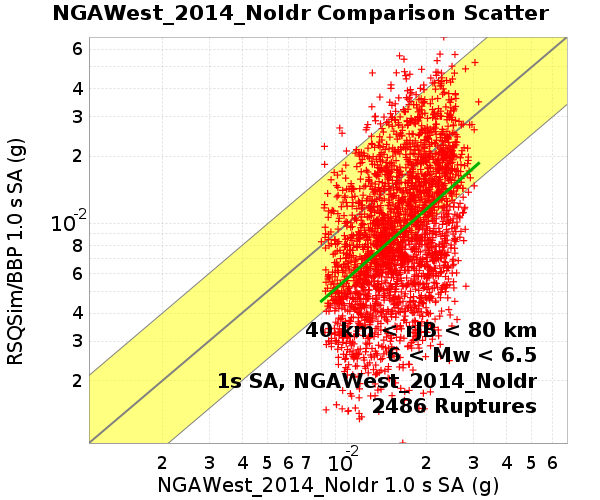 NGAWest_2014_NoIdr Comparison Scatter
RSQSim/BBP 1.0 s SA (g)
6
4
3
2
10-2
8
6
4
3
2
40 km < rJB < 80 km
6 < Mw < 6.5
1s SA, NGAWest_2014_NoIdr
2486 Ruptures
2 3 4 5 6 7 10-2 2 3 4 5 6
NGAWest_2014_NoIdr 1.0 s SA (g)